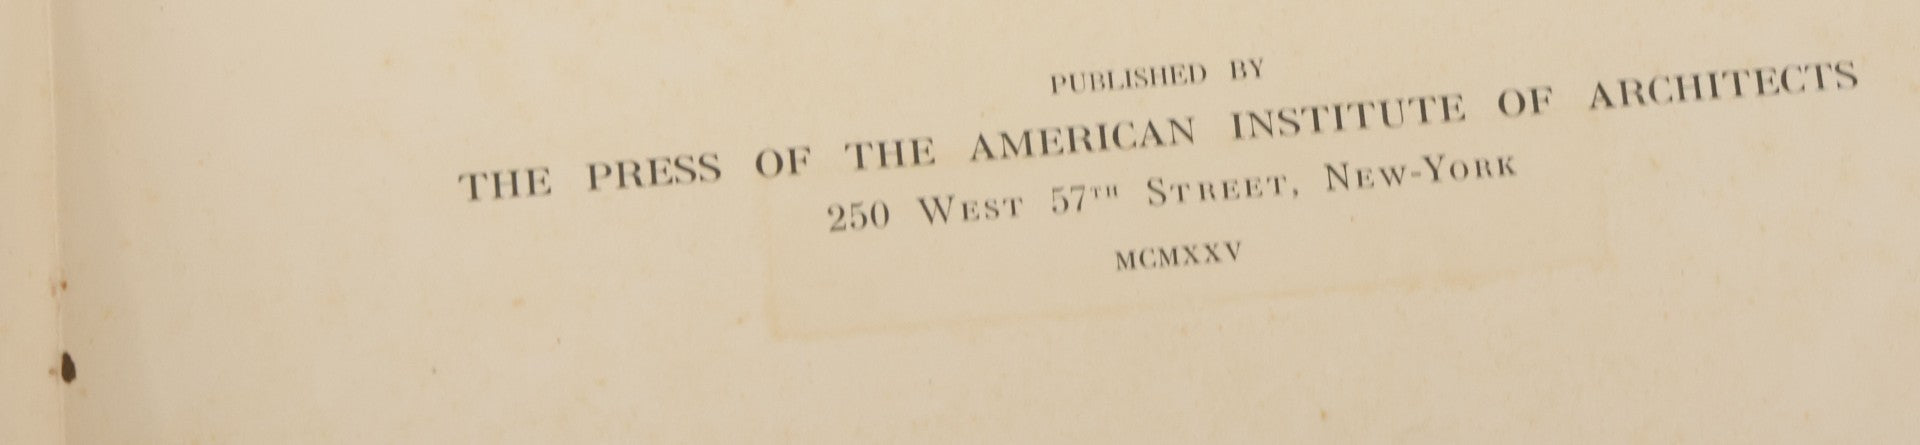 PUBLISHED BY
THE PRESS OF THE AMERICAN INSTITUTE OF ARCHITECTS
250 West 57TH Street, New-York
MCMXXV